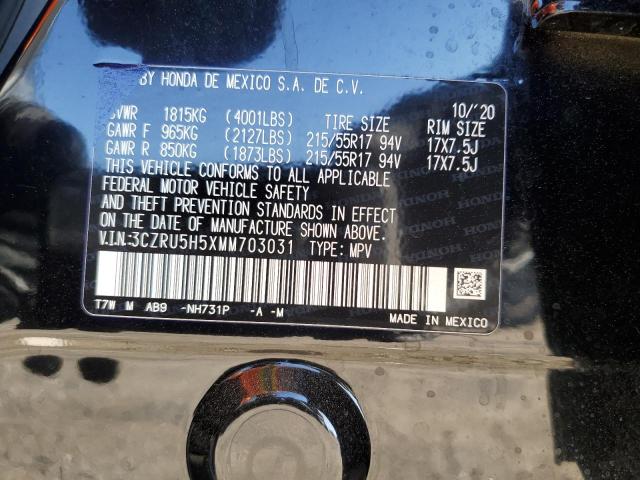 BY HONDA DE MEXICO S.A. DE C.V.
10/'20
GVWR 1815KG (4001LBS) TIRE SIZE RIM SIZE
GAWR F 965KG (2127LBS) 215/55R17 94V 17X7.5J
GAWR R 850KG (1873LBS) 215/55R17 94V 17X7.5J
THIS VEHICLE CONFORMS TO ALL APPLICABLE
FEDERAL MOTOR VEHICLE SAFETY
AND THEFT PREVENTION STANDARDS IN EFFECT
ON THE DATE OF MANUFACTURE SHOWN ABOVE.
V.I.N.:3CZRU5H5XMM703031 TYPE: MPV
T7W M AB9 -NH731P -A -M
MADE IN MEXICO